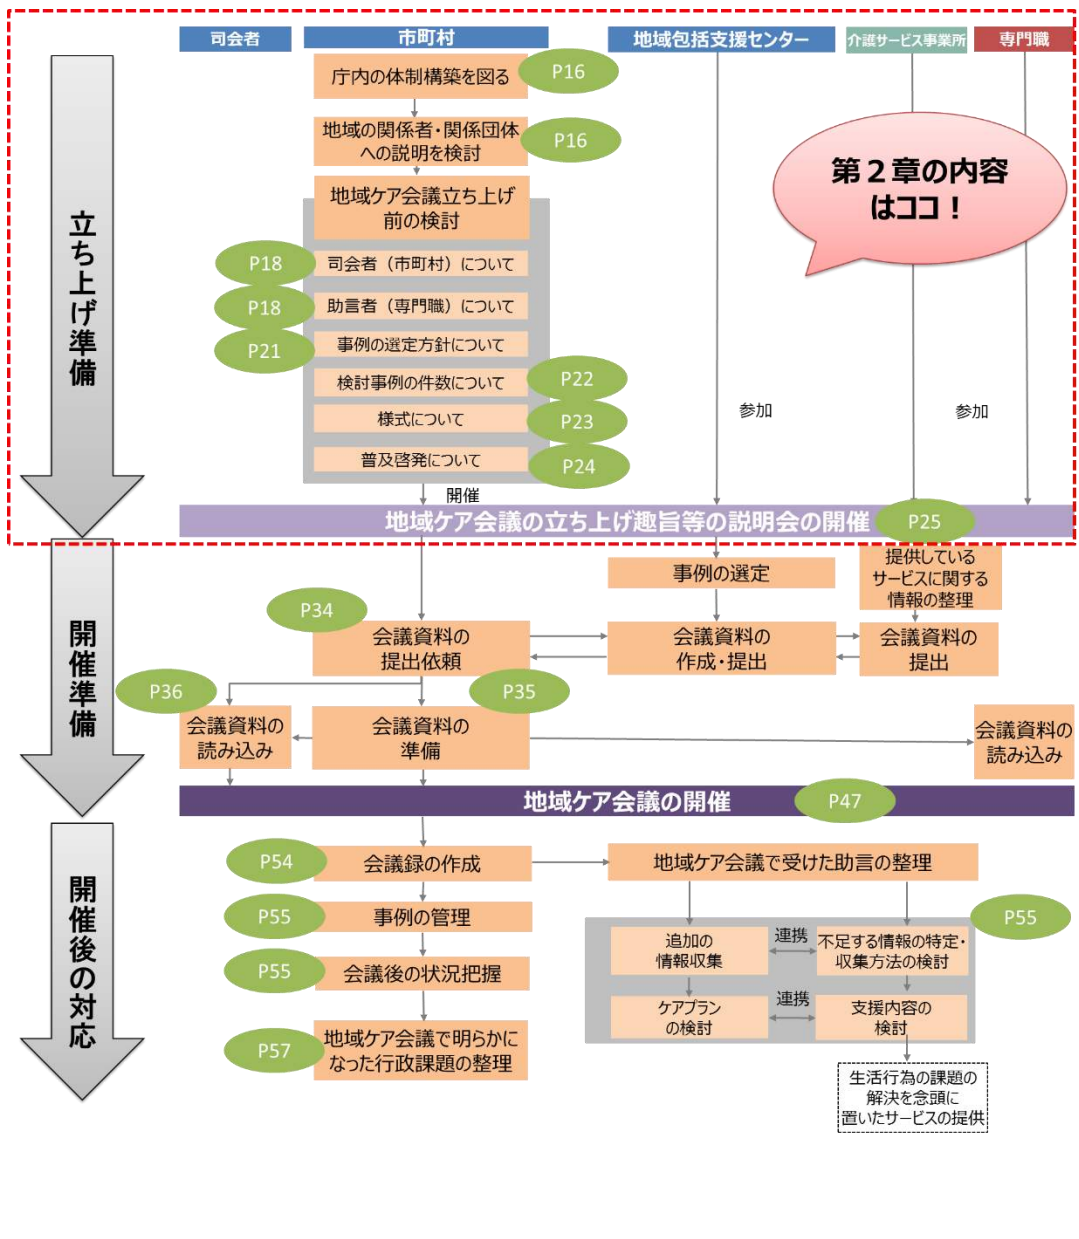 司会者
市町村
地域包括支援センター
介護サービス事業所
専門職
立ち上げ準備
庁内の体制構築を図る
P16
地域の関係者・関係団体
への説明を検討
P16
地域ケア会議立ち上げ
前の検討
第２章の内容
はココ！
P18
司会者（市町村）について
P18
助言者（専門職）について
P21
事例の選定方針について
検討事例の件数について
P22
様式について
P23
普及啓発について
P24
参加
参加
開催
地域ケア会議の立ち上げ趣旨等の説明会の開催
P25
開催準備
事例の選定
提供している
サービスに関する
情報の整理
P34
会議資料の
提出依頼
会議資料の
作成・提出
会議資料の
提出
P36
P35
会議資料の
読み込み
会議資料の
準備
会議資料の
読み込み
地域ケア会議の開催
P47
開催後の対応
P54
会議録の作成
地域ケア会議で受けた助言の整理
P55
事例の管理
P55
追加の
情報収集
連携
不足する情報の特定・
収集方法の検討
P55
会議後の状況把握
ケアプラン
の検討
連携
支援内容の
検討
P57
地域ケア会議で明らかに
なった行政課題の整理
生活行為の課題の
解決を念頭に
置いたサービスの提供